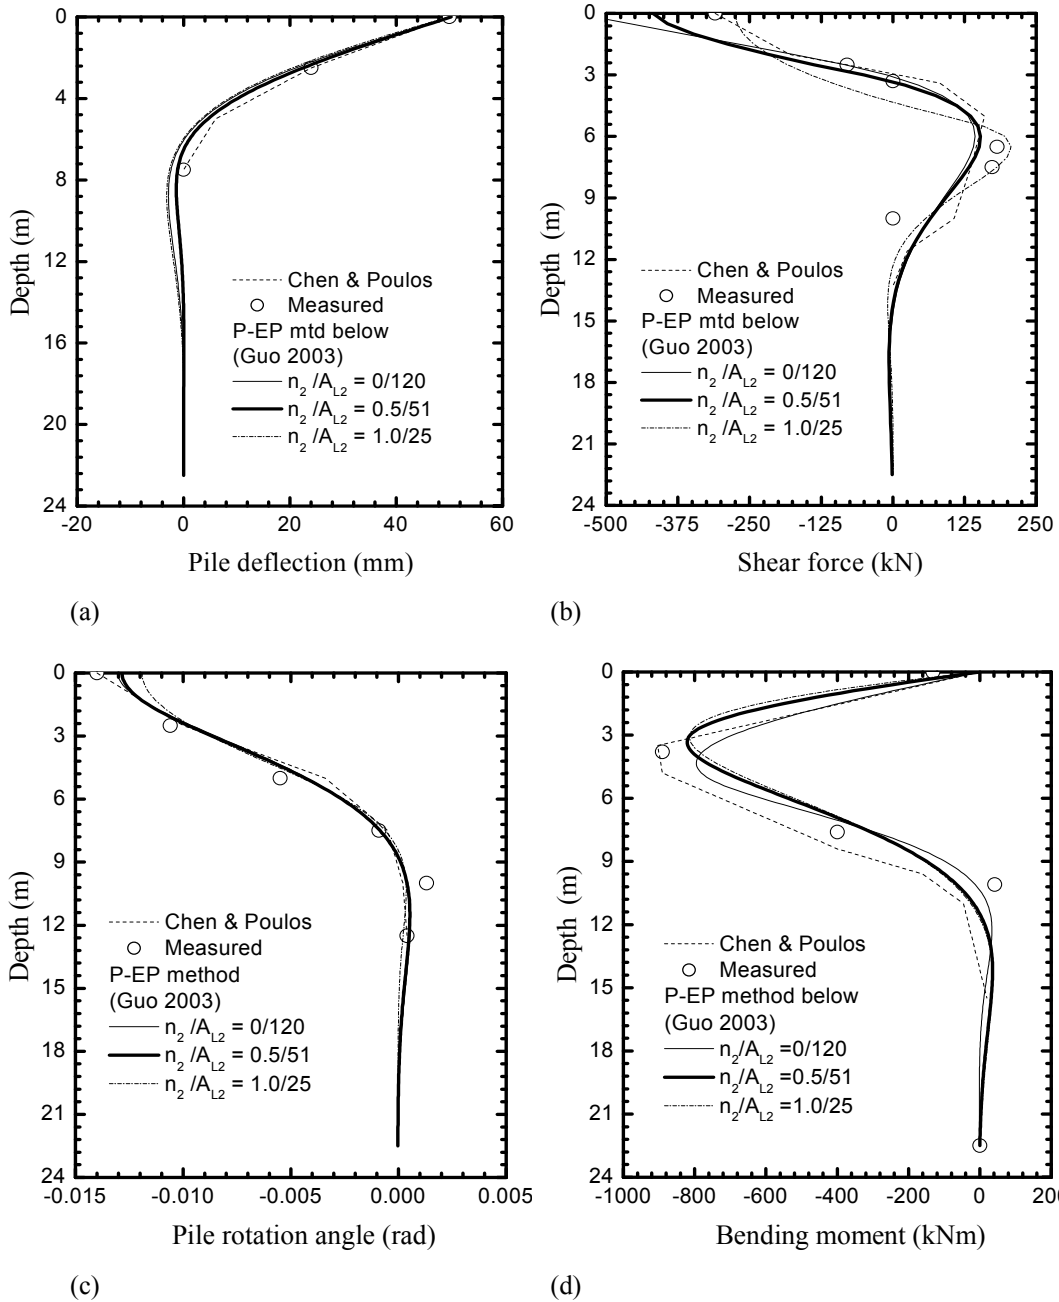 0
4
8
12
16
20
24
-20 0 20 40 60
Depth (m)
Pile deflection (mm)
Chen & Poulos
Measured
P-EP mtd below
(Guo 2003)
n2 /AL2 = 0/120
n2 /AL2 = 0.5/51
n2 /AL2 = 1.0/25
(a)
0
3
6
9
12
15
18
21
24
-500 -375 -250 -125 0 125 250
Depth (m)
Shear force (kN)
Chen & Poulos
Measured
P-EP mtd below
(Guo 2003)
n2 /AL2 = 0/120
n2 /AL2 = 0.5/51
n2 /AL2 = 1.0/25
(b)
0
3
6
9
12
15
18
21
24
-0.015 -0.010 -0.005 0.000 0.005
Depth (m)
Pile rotation angle (rad)
Chen & Poulos
Measured
P-EP method
(Guo 2003)
n2 /AL2 = 0/120
n2 /AL2 = 0.5/51
n2 /AL2 = 1.0/25
(c)
0
3
6
9
12
15
18
21
24
-1000 -800 -600 -400 -200 0 200
Depth (m)
Bending moment (kNm)
Chen & Poulos
Measured
P-EP method below
(Guo 2003)
n2/AL2 =0/120
n2/AL2 =0.5/51
n2/AL2 =1.0/25
(d)